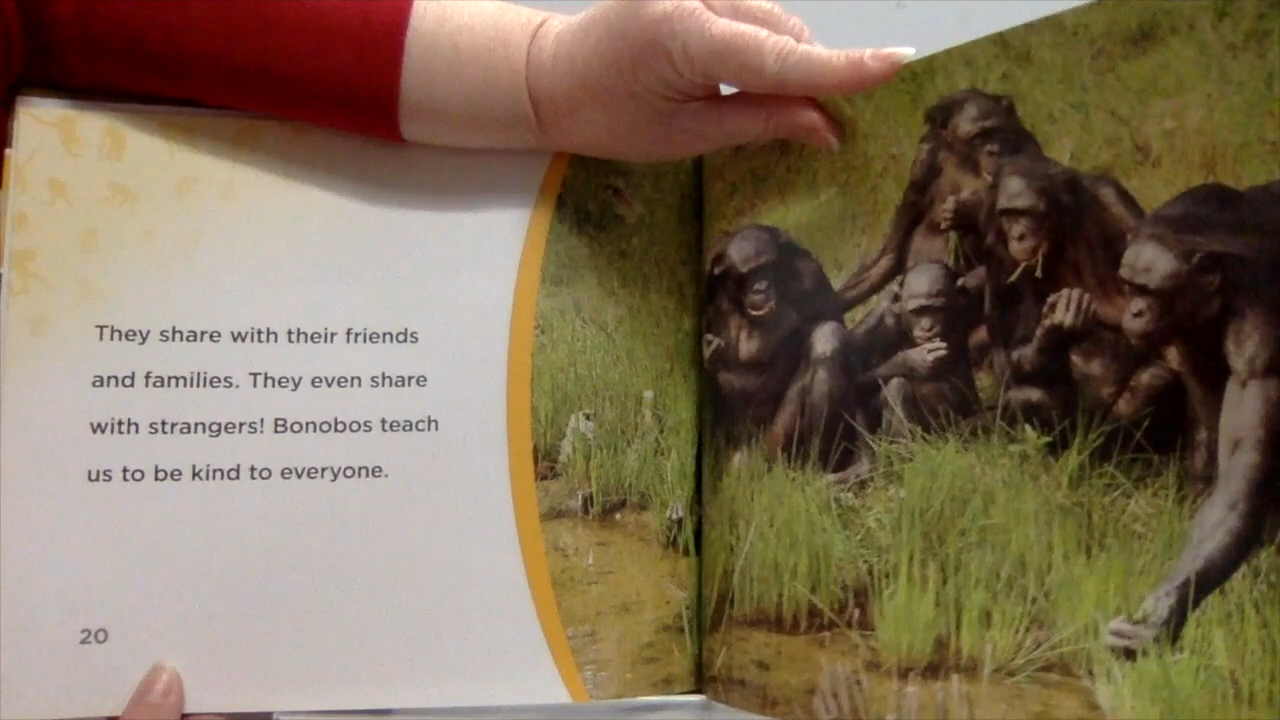 They share with their friends
and families. They even share
with strangers! Bonobos teach
us to be kind to everyone.
20